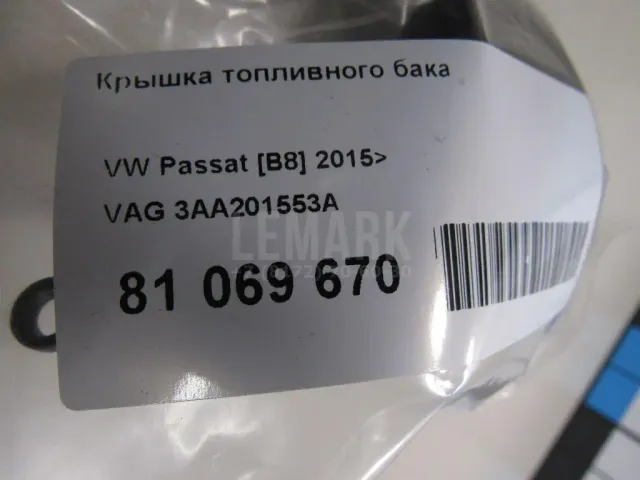 Крышка топливного бака
VW Passat [B8] 2015>
VAG 3AA201553A
LEMARK
81 069 670